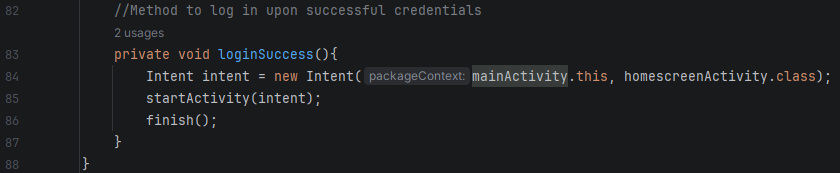 82 //Method to log in upon successful credentials
2 usages
83 private void loginSuccess(){
84 Intent intent = new Intent( packageContext: mainActivity.this, homescreenActivity.class);
85 startActivity(intent);
86 finish();
87 }
88 }